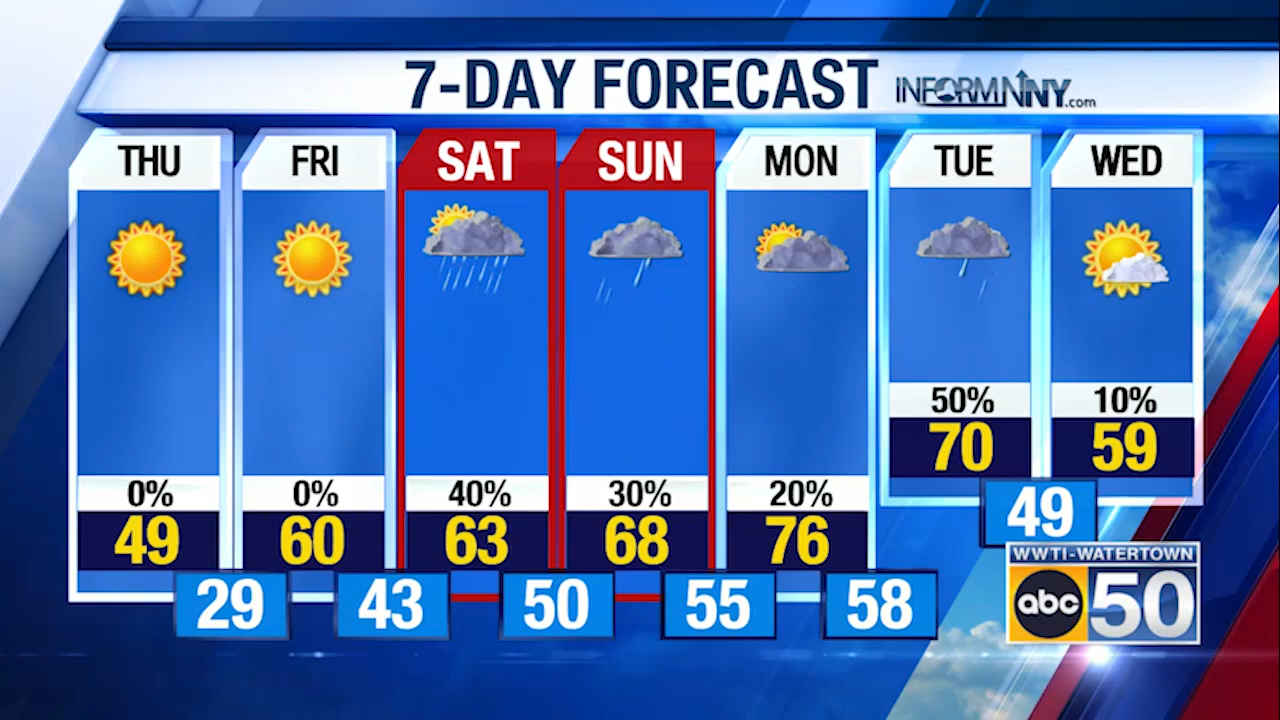 7-DAY FORECAST INFORMNNY.com
THU FRI SAT SUN MON TUE WED
50% 10%
70 59
0% 0% 40% 30% 20%
49 60 63 68 76
49
WWTI-WATERTOWN
abc 50
29 43 50 55 58